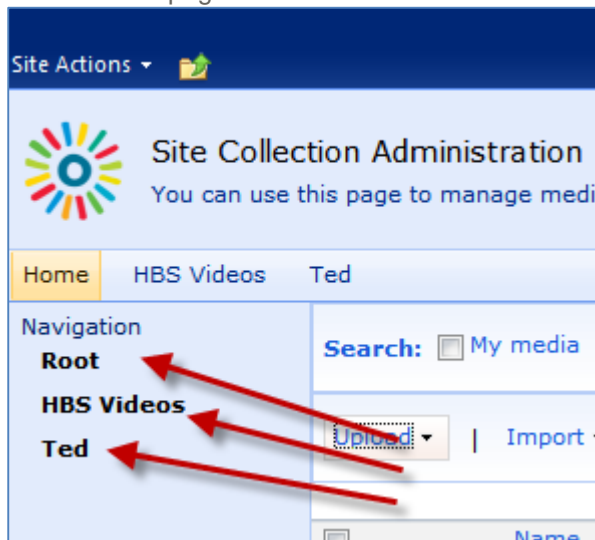 Site Actions
Site Collection Administration
You can use this page to manage medi
Home HBS Videos Ted
Navigation
Root
HBS Videos
Ted
Search: My media
Upload | Import
Name